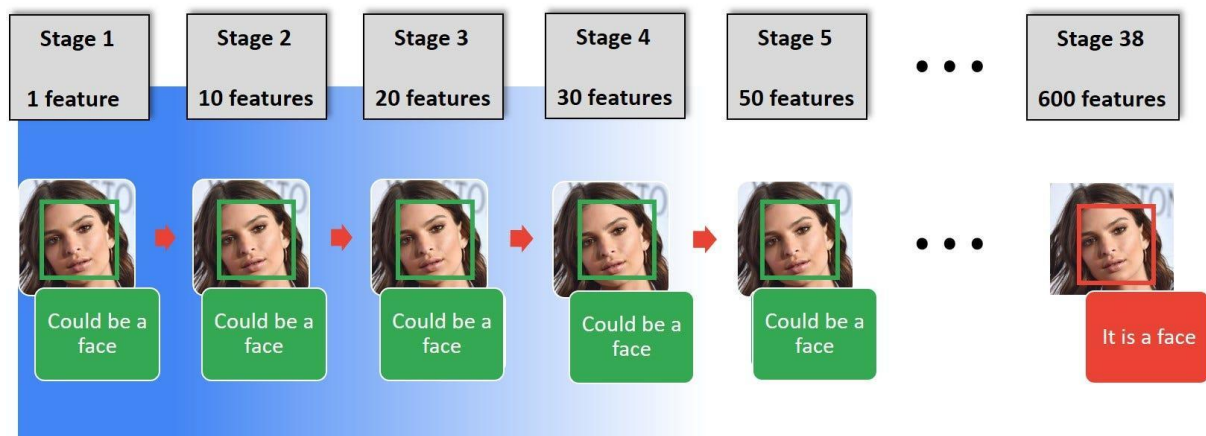 Stage 1
1 feature
Stage 2
10 features
Stage 3
20 features
Stage 4
30 features
Stage 5
50 features
• • •
Stage 38
600 features
• • •
Could be a
face
Could be a
face
Could be a
face
Could be a
face
Could be a
face
It is a face